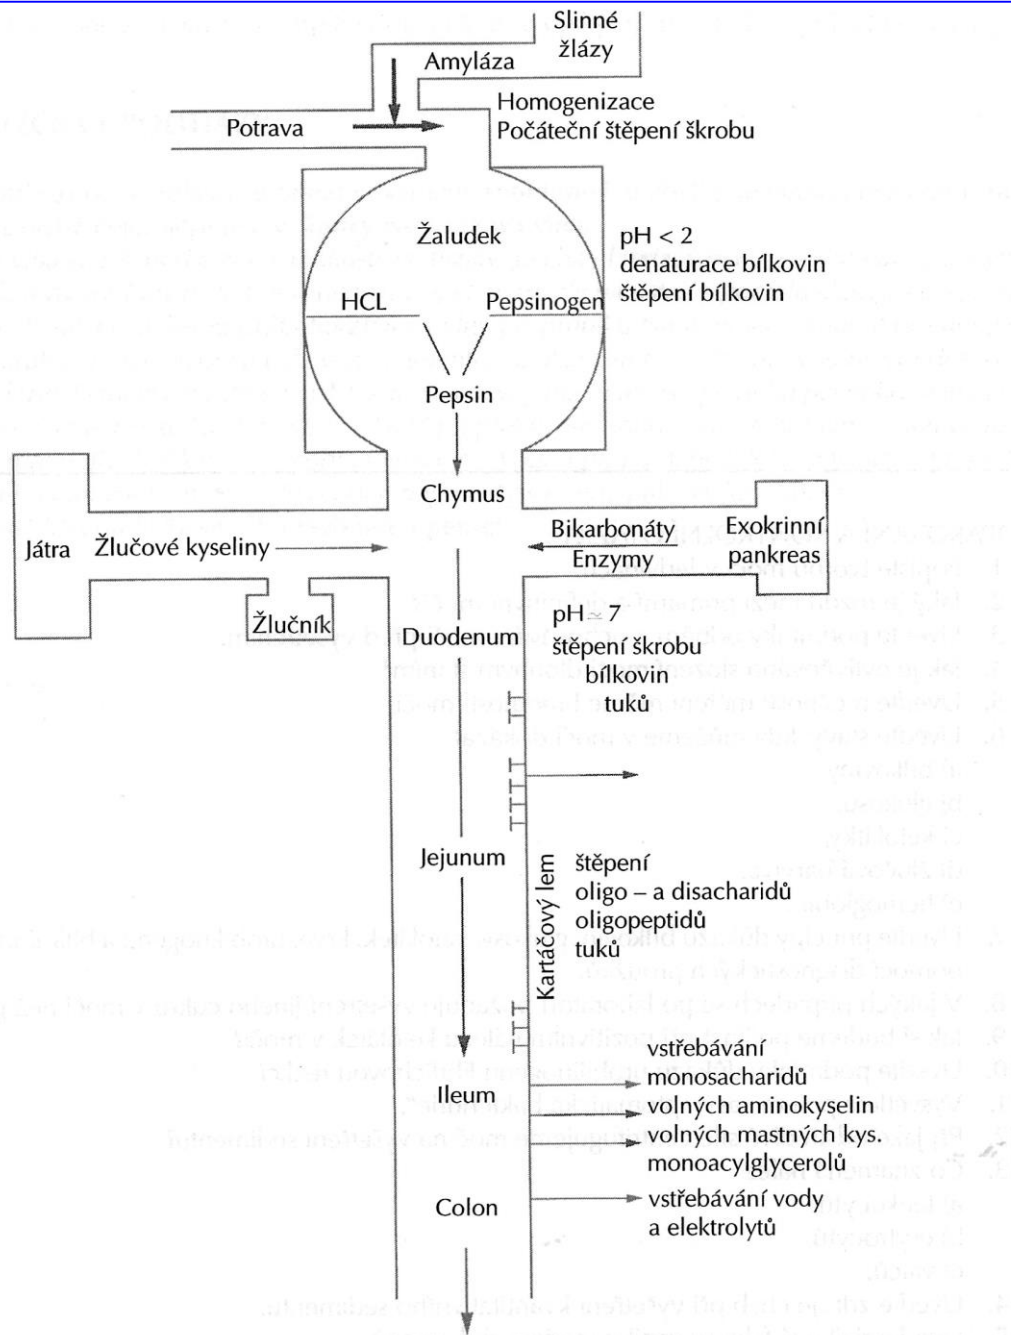 Slinné
žlázy
Amyláza
Homogenizace
Potrava
Počáteční štěpení škrobu
Žaludek
pH < 2
denaturace bílkovin
štěpení bílkovin
HCL
Pepsinogen
Pepsin
Chymus
Játra
Žlučové kyseliny
Bikarbonáty
Enzymy
Exokrinní
pankreas
Žlučník
Duodenum
pH ≃ 7
štěpení škrobu
bílkovin
tuků
Jejunum
Kartáčový lem
štěpení
oligo – a disacharidů
oligopeptidů
tuků
Ileum
vstřebávání
monosacharidů
volných aminokyselin
volných mastných kys.
monoacylglycerolů
Colon
vstřebávání vody
a elektrolytů